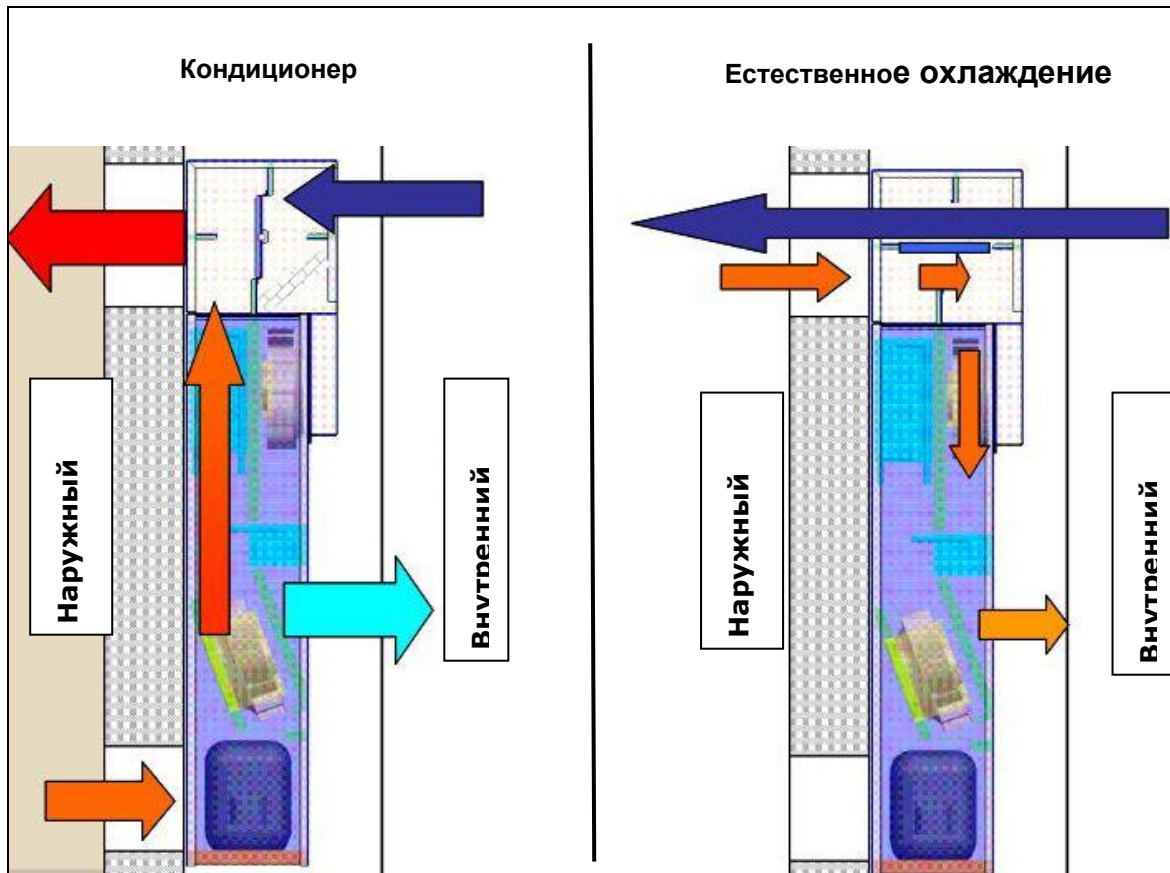 Кондиционер
Естественное охлаждение
Наружный
Внутренний
Наружный
Внутренний